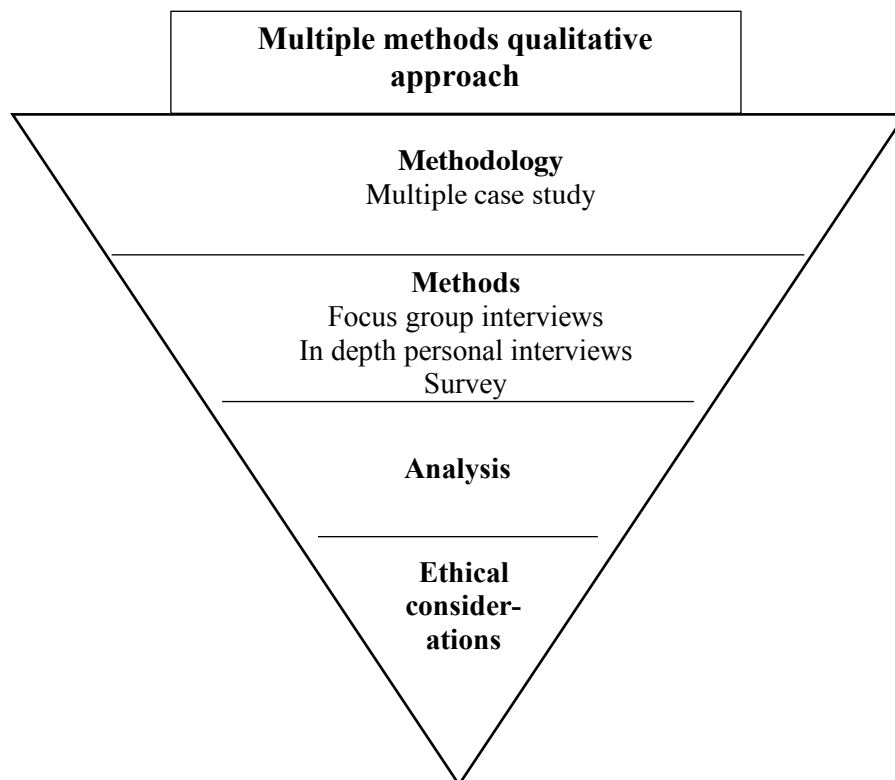 Multiple methods qualitative
approach
Methodology
Multiple case study
Methods
Focus group interviews
In depth personal interviews
Survey
Analysis
Ethical
consider-
ations